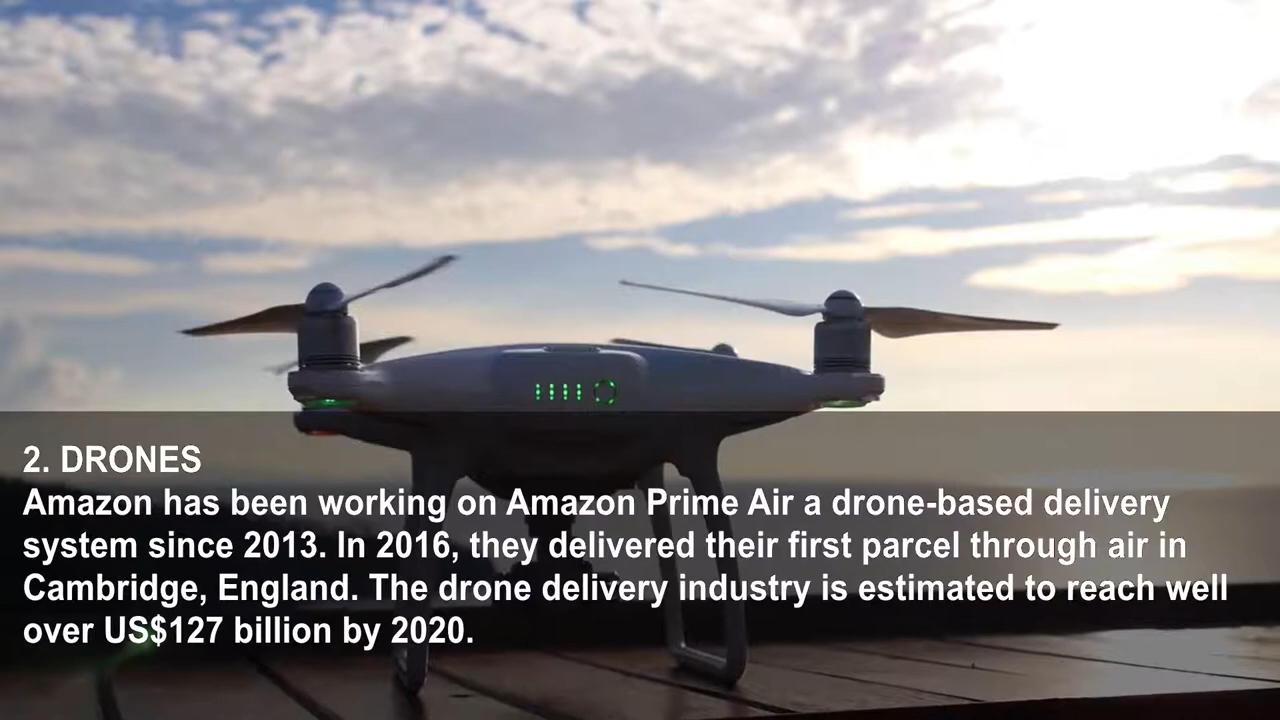 2. DRONES
Amazon has been working on Amazon Prime Air a drone-based delivery
system since 2013. In 2016, they delivered their first parcel through air in
Cambridge, England. The drone delivery industry is estimated to reach well
over US$127 billion by 2020.